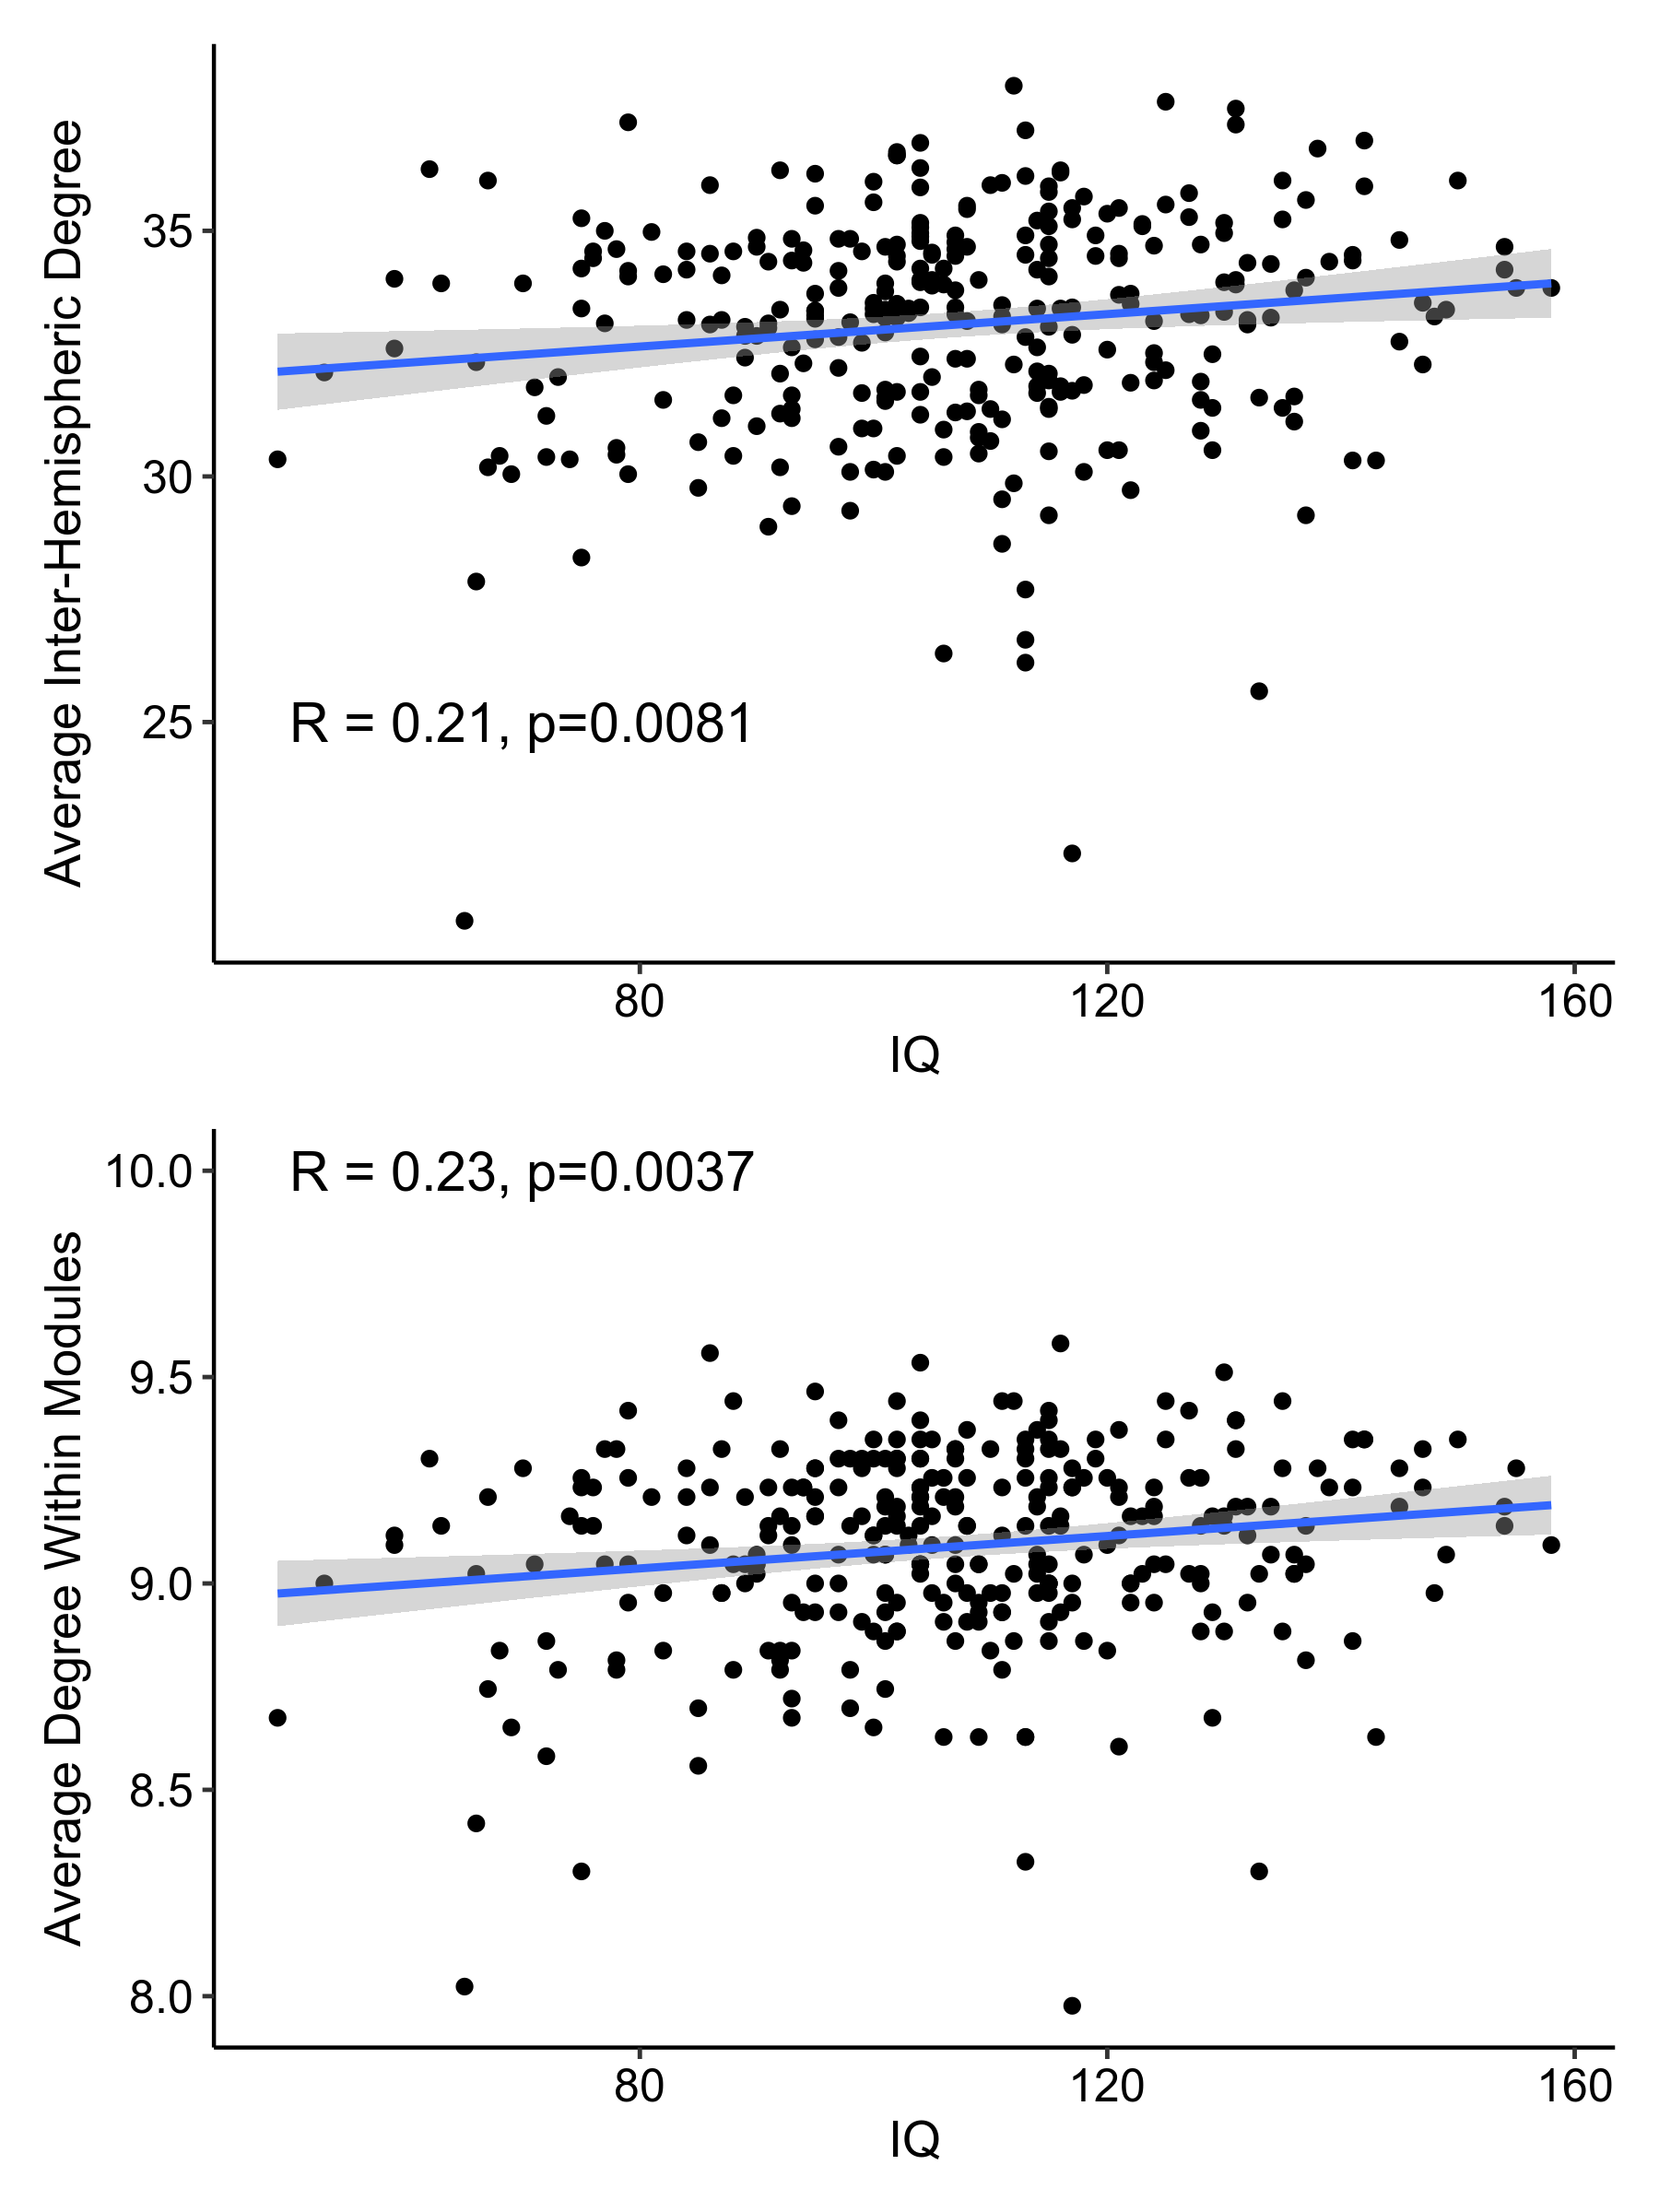 Average Inter-Hemispheric Degree
35
30
25
R = 0.21, p=0.0081
80 120 160
IQ
Average Degree Within Modules
10.0
9.5
9.0
8.5
8.0
R = 0.23, p=0.0037
80 120 160
IQ